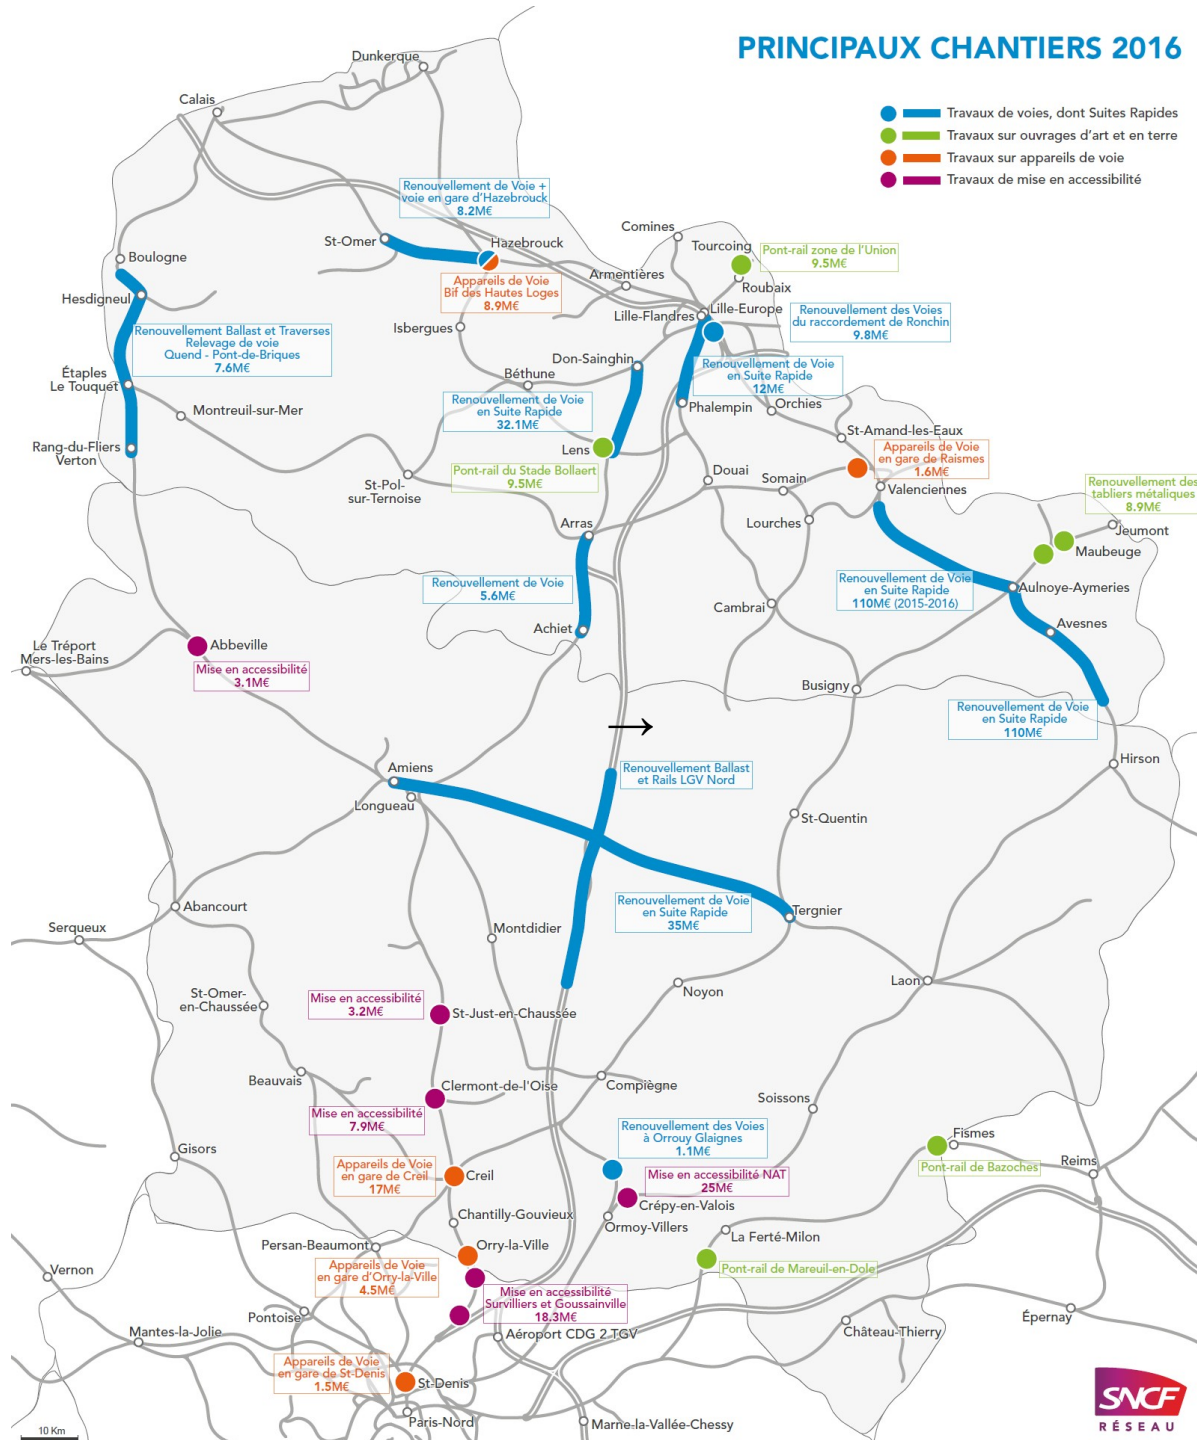 PRINCIPAUX CHANTIERS 2016
Travaux de voies, dont Suites Rapides
Travaux sur ouvrages d'art et en terre
Travaux sur appareils de voie
Travaux de mise en accessibilité
Dunkerque
Calais
Renouvellement de Voie +
voie en gare d'Hazebrouck
8.2M€
St-Omer
Hazebrouck
Comines
Tourcoing
Pont-rail zone de l'Union
9.5M€
Boulogne
Armentières
Roubaix
Appareils de Voie
Bif des Hautes Loges
8.9M€
Hesdigneul
Lille-Flandres
Lille-Europe
Renouvellement des Voies
du raccordement de Ronchin
9.8M€
Isbergues
Renouvellement Ballast et Traverses
Relevage de voie
Quend - Pont-de-Briques
7.6M€
Don-Sainghin
Renouvellement de Voie
en Suite Rapide
12M€
Étaples
Le Touquet
Béthune
Renouvellement de Voie
en Suite Rapide
32.1M€
Montreuil-sur-Mer
Phalempin
Orchies
St-Amand-les-Eaux
Rang-du-Fliers
Verton
Lens
Appareils de Voie
en gare de Raismes
1.6M€
Pont-rail du Stade Bollaert
9.5M€
St-Pol-
sur-Ternoise
Douai
Somain
Valenciennes
Renouvellement des
tabliers métaliques
8.9M€
Arras
Lourches
Jeumont
Maubeuge
Renouvellement de Voie
5.6M€
Renouvellement de Voie
en Suite Rapide
110M€ (2015-2016)
Aulnoye-Aymeries
Cambrai
Achiet
Avesnes
Le Tréport
Mers-les-Bains
Abbeville
Mise en accessibilité
3.1M€
Busigny
Renouvellement de Voie
en Suite Rapide
110M€
Hirson
Amiens
Renouvellement Ballast
et Rails LGV Nord
Longueau
St-Quentin
Abancourt
Renouvellement de Voie
en Suite Rapide
35M€
Tergnier
Serqueux
Montdidier
Laon
Noyon
St-Omer-
en-Chaussée
Mise en accessibilité
3.2M€
St-Just-en-Chaussée
Beauvais
Clermont-de-l'Oise
Compiègne
Mise en accessibilité
7.9M€
Soissons
Renouvellement des Voies
à Orrouy Glaignes
1.1M€
Fismes
Gisors
Pont-rail de Bazoches
Reims
Appareils de Voie
en gare de Creil
17M€
Creil
Mise en accessibilité NAT
25M€
Crépy-en-Valois
Chantilly-Gouvieux
Ormoy-Villers
La Ferté-Milon
Persan-Beaumont
Orry-la-Ville
Appareils de Voie
en gare d'Orry-la-Ville
4.5M€
Pont-rail de Mareuil-en-Dole
Vernon
Mise en accessibilité
Survilliers et Goussainville
18.3M€
Pontoise
Épernay
Mantes-la-Jolie
Aéroport CDG 2 TGV
Château-Thierry
Appareils de Voie
en gare de St-Denis
1.5M€
St-Denis
Paris-Nord
Marne-la-Vallée-Chessy
10 Km
SNCF
RÉSEAU